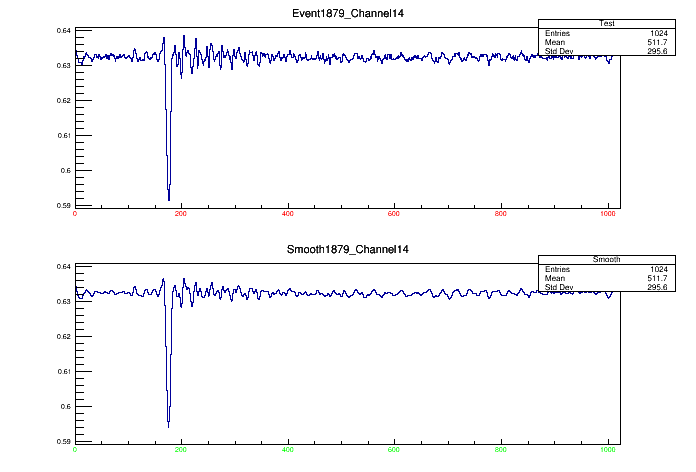 Event1879_Channel14
Test
Entries 1024
Mean 511.7
Std Dev 295.6
0.64
0.63
0.62
0.61
0.6
0.59
0 200 400 600 800 1000
Smooth1879_Channel14
Smooth
Entries 1024
Mean 511.7
Std Dev 295.6
0.64
0.63
0.62
0.61
0.6
0.59
0 200 400 600 800 1000